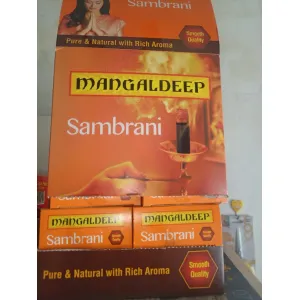 Pure & Natural with Rich Aroma
Smooth
Quality
MANGALDEEP
Sambrani
MANGALDEEP
Sambrani
MANGALDEEP
Sambrani
Pure & Natural with Rich Aroma
Smooth
Quality